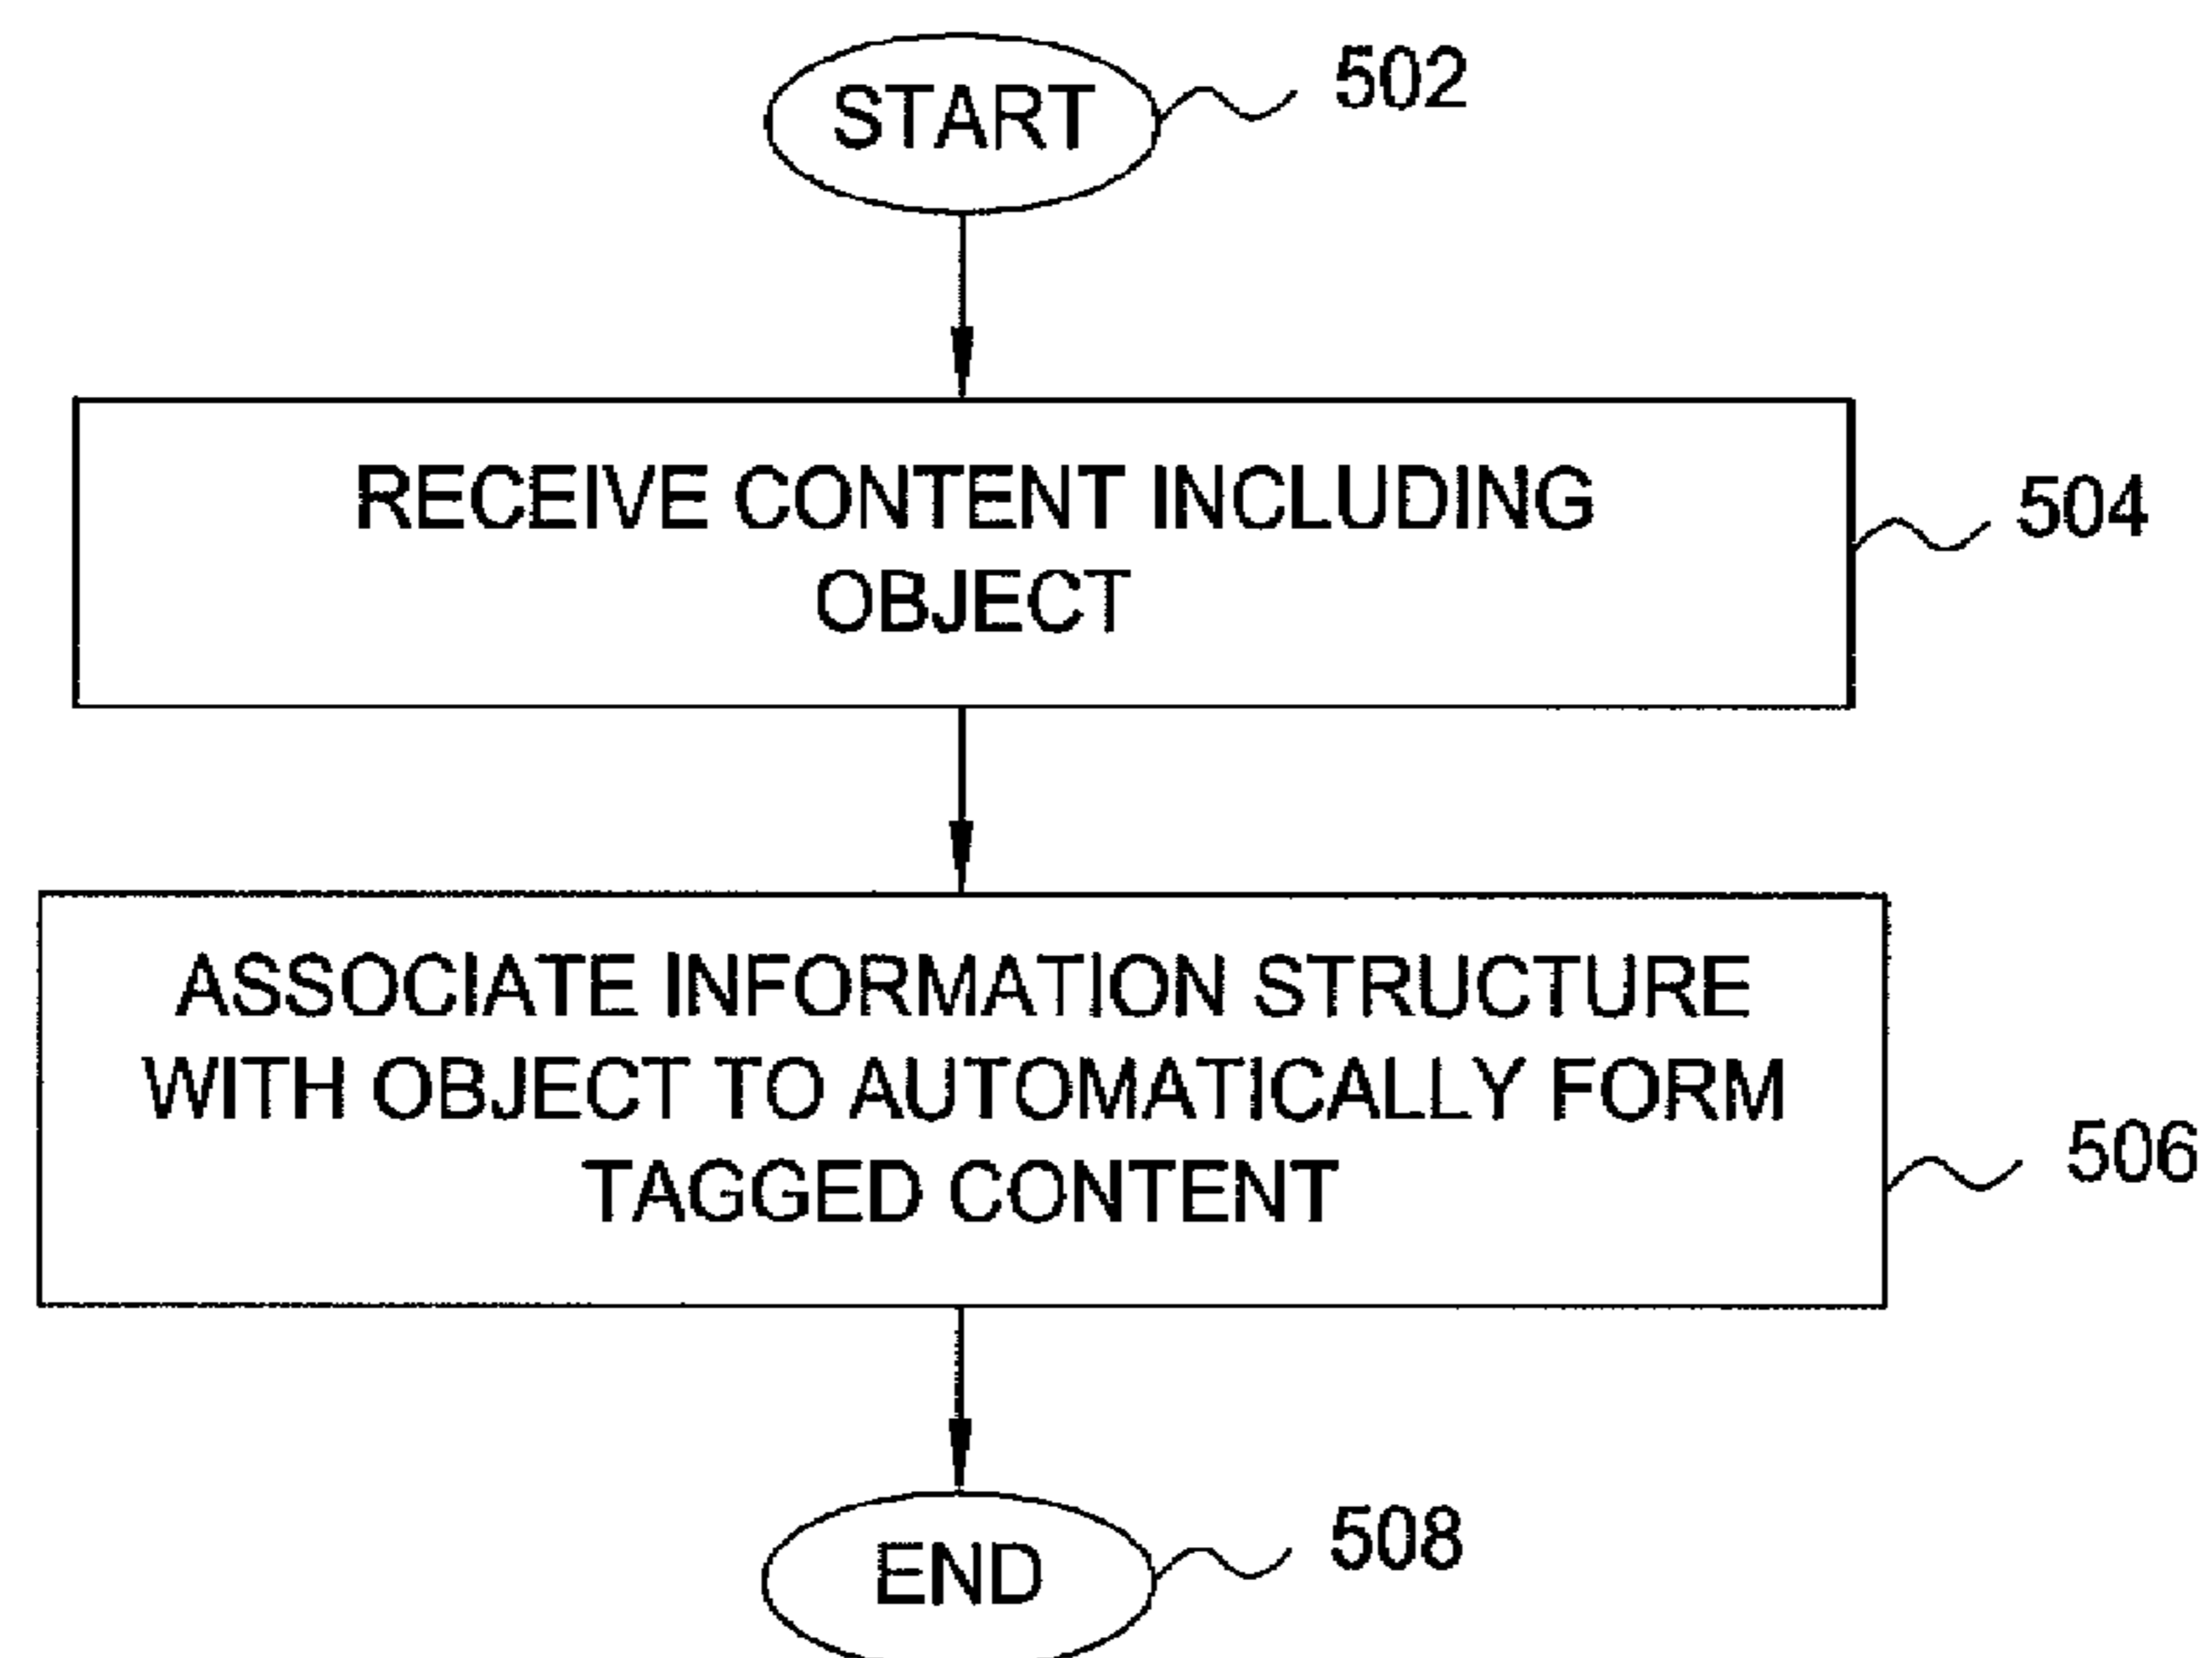 START
502
RECEIVE CONTENT INCLUDING
OBJECT
504
ASSOCIATE INFORMATION STRUCTURE
WITH OBJECT TO AUTOMATICALLY FORM
TAGGED CONTENT
506
END
508